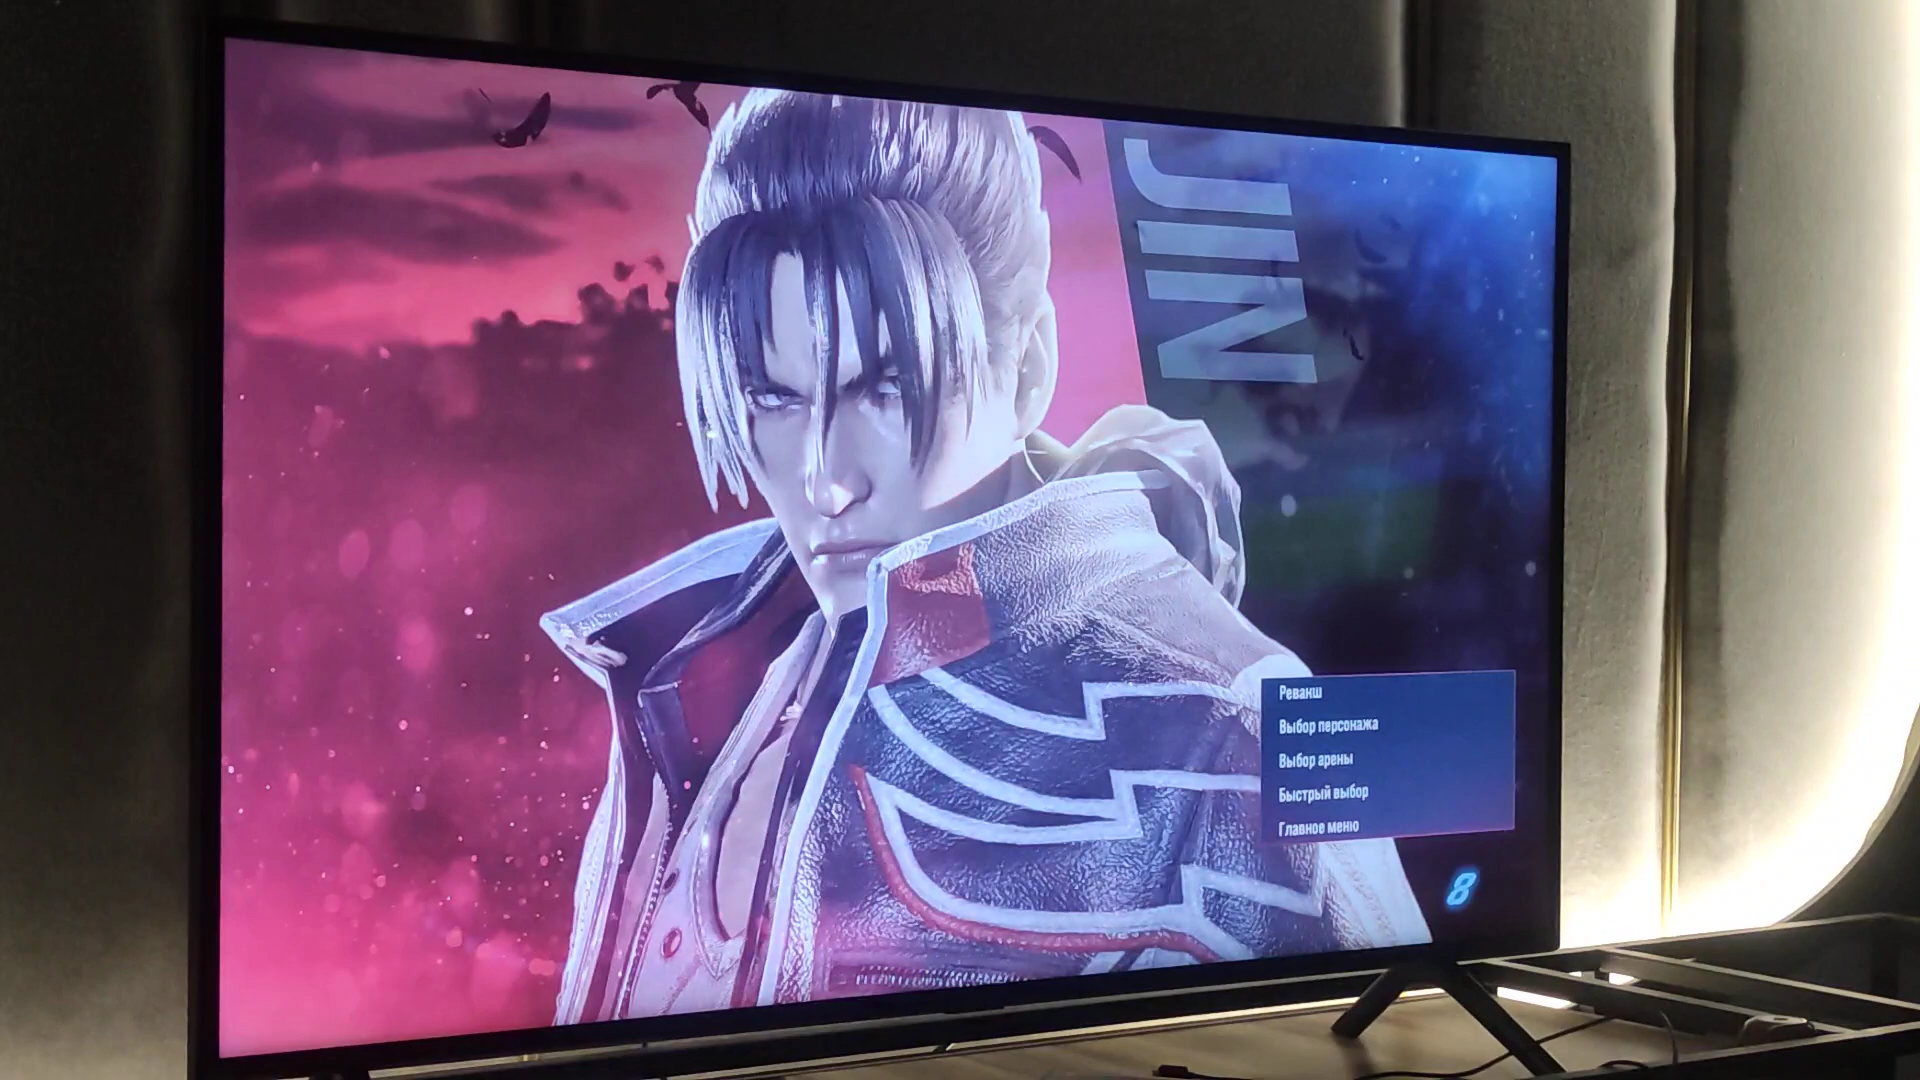 JIN
Реванш
Выбор персонажа
Выбор арены
Быстрый выбор
Главное меню
8